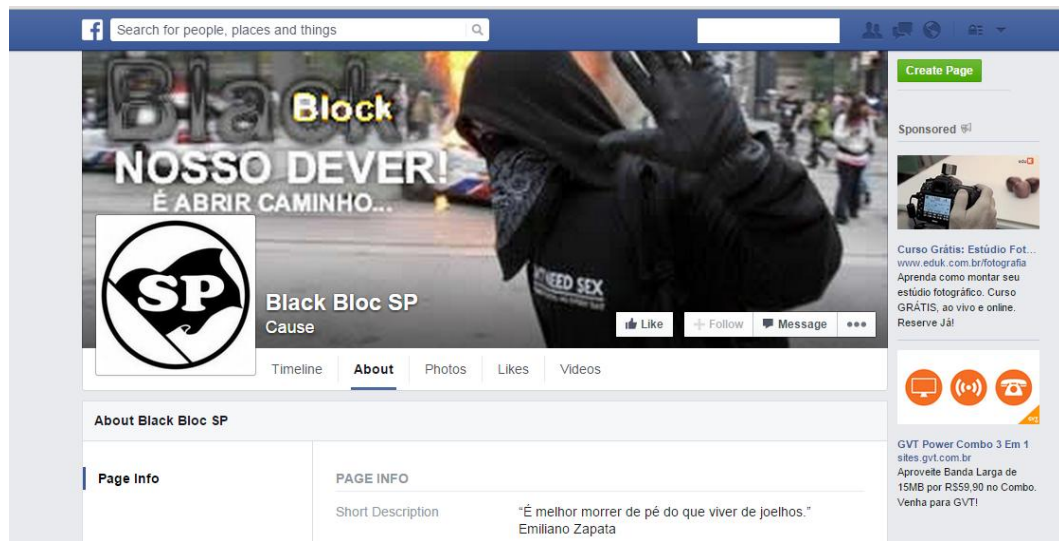 Search for people, places and things
Create Page
Black
Block
NOSSO DEVER!
É ABRIR CAMINHO...
NEED SEX
SP
Black Bloc SP
Cause
Like
Follow
Message
Timeline
About
Photos
Likes
Videos
About Black Bloc SP
Page Info
PAGE INFO
Short Description
“É melhor morrer de pé do que viver de joelhos.”
Emiliano Zapata
Sponsored
Curso Grátis: Estúdio Fot...
www.eduk.com.br/fotografia
Aprenda como montar seu
estúdio fotográfico. Curso
GRÁTIS, ao vivo e online.
Reserve Já!
GVT Power Combo 3 Em 1
sites.gvt.com.br
Aproveite Banda Larga de
15MB por R$59,90 no Combo.
Venha para GVT!